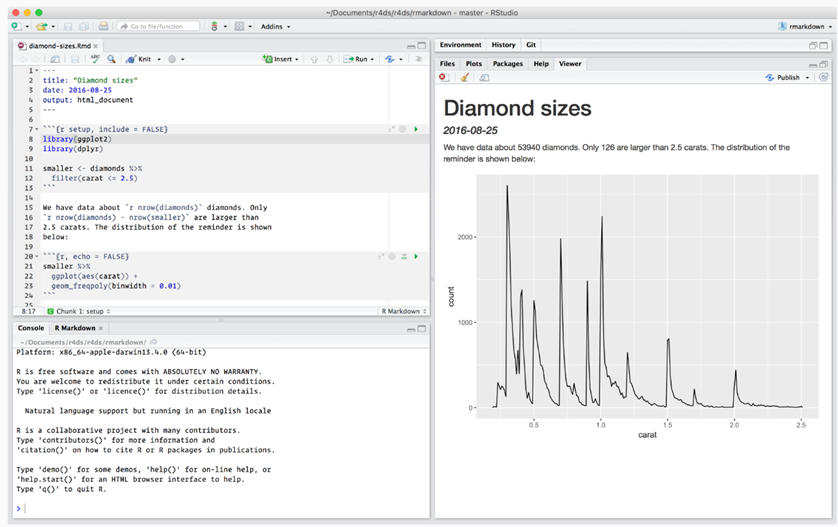 ~/Documents/r4ds/r4ds/rmarkdown - master - RStudio
Go to file/function
Addins
rmarkdown
diamond-sizes.Rmd
ABC
Knit
Insert
Run
1 ---
2 title: "Diamond sizes"
3 date: 2016-08-25
4 output: html_document
5 ---
6
7 ```{r setup, include = FALSE}
8 library(ggplot2)
9 library(dplyr)
10
11 smaller <- diamonds %>%
12 filter(carat <= 2.5)
13 ```
14
15 We have data about `r nrow(diamonds)` diamonds. Only
16 `r nrow(diamonds) - nrow(smaller)` are larger than
17 2.5 carats. The distribution of the reminder is shown
18 below:
19
20 ```{r, echo = FALSE}
21 smaller %>%
22 ggplot(aes(carat)) +
23 geom_freqpoly(binwidth = 0.01)
24 ```
25
8:17
Chunk 1: setup
R Markdown
Console
R Markdown
~/Documents/r4ds/r4ds/rmarkdown/
Platform: x86_64-apple-darwin13.4.0 (64-bit)
R is free software and comes with ABSOLUTELY NO WARRANTY.
You are welcome to redistribute it under certain conditions.
Type 'license()' or 'licence()' for distribution details.
Natural language support but running in an English locale
R is a collaborative project with many contributors.
Type 'contributors()' for more information and
'citation()' on how to cite R or R packages in publications.
Type 'demo()' for some demos, 'help()' for on-line help, or
'help.start()' for an HTML browser interface to help.
Type 'q()' to quit R.
>
Environment
History
Git
Files
Plots
Packages
Help
Viewer
Publish
Diamond sizes
2016-08-25
We have data about 53940 diamonds. Only 126 are larger than 2.5 carats. The distribution of the
reminder is shown below:
2000
1000
0
count
0.5
1.0
1.5
2.0
2.5
carat